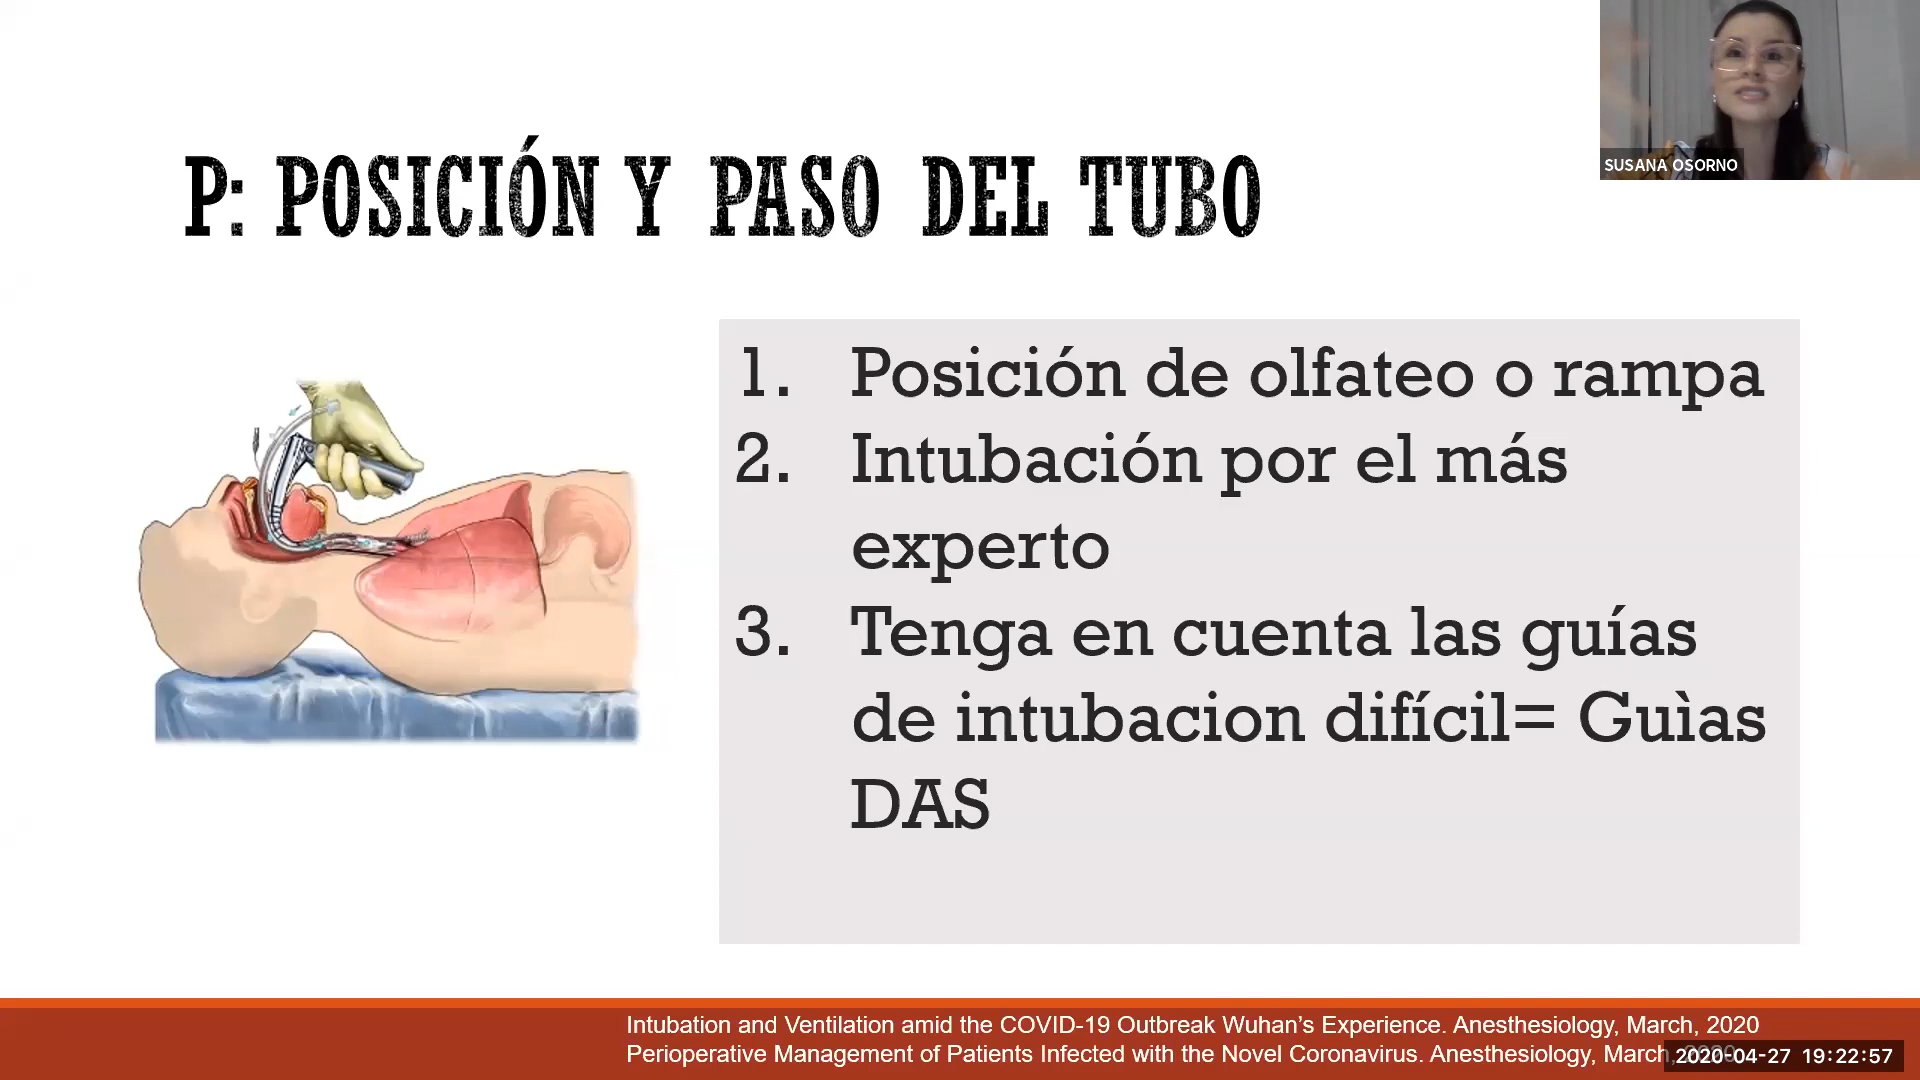 SUSANA OSORNO
P: POSICIÓN Y PASO DEL TUBO
1. Posición de olfateo o rampa
2. Intubación por el más
experto
3. Tenga en cuenta las guías
de intubacion difícil= Guìas
DAS
Intubation and Ventilation amid the COVID-19 Outbreak Wuhan's Experience. Anesthesiology, March, 2020
Perioperative Management of Patients Infected with the Novel Coronavirus. Anesthesiology, March, 2020
2020-04-27 19:22:57